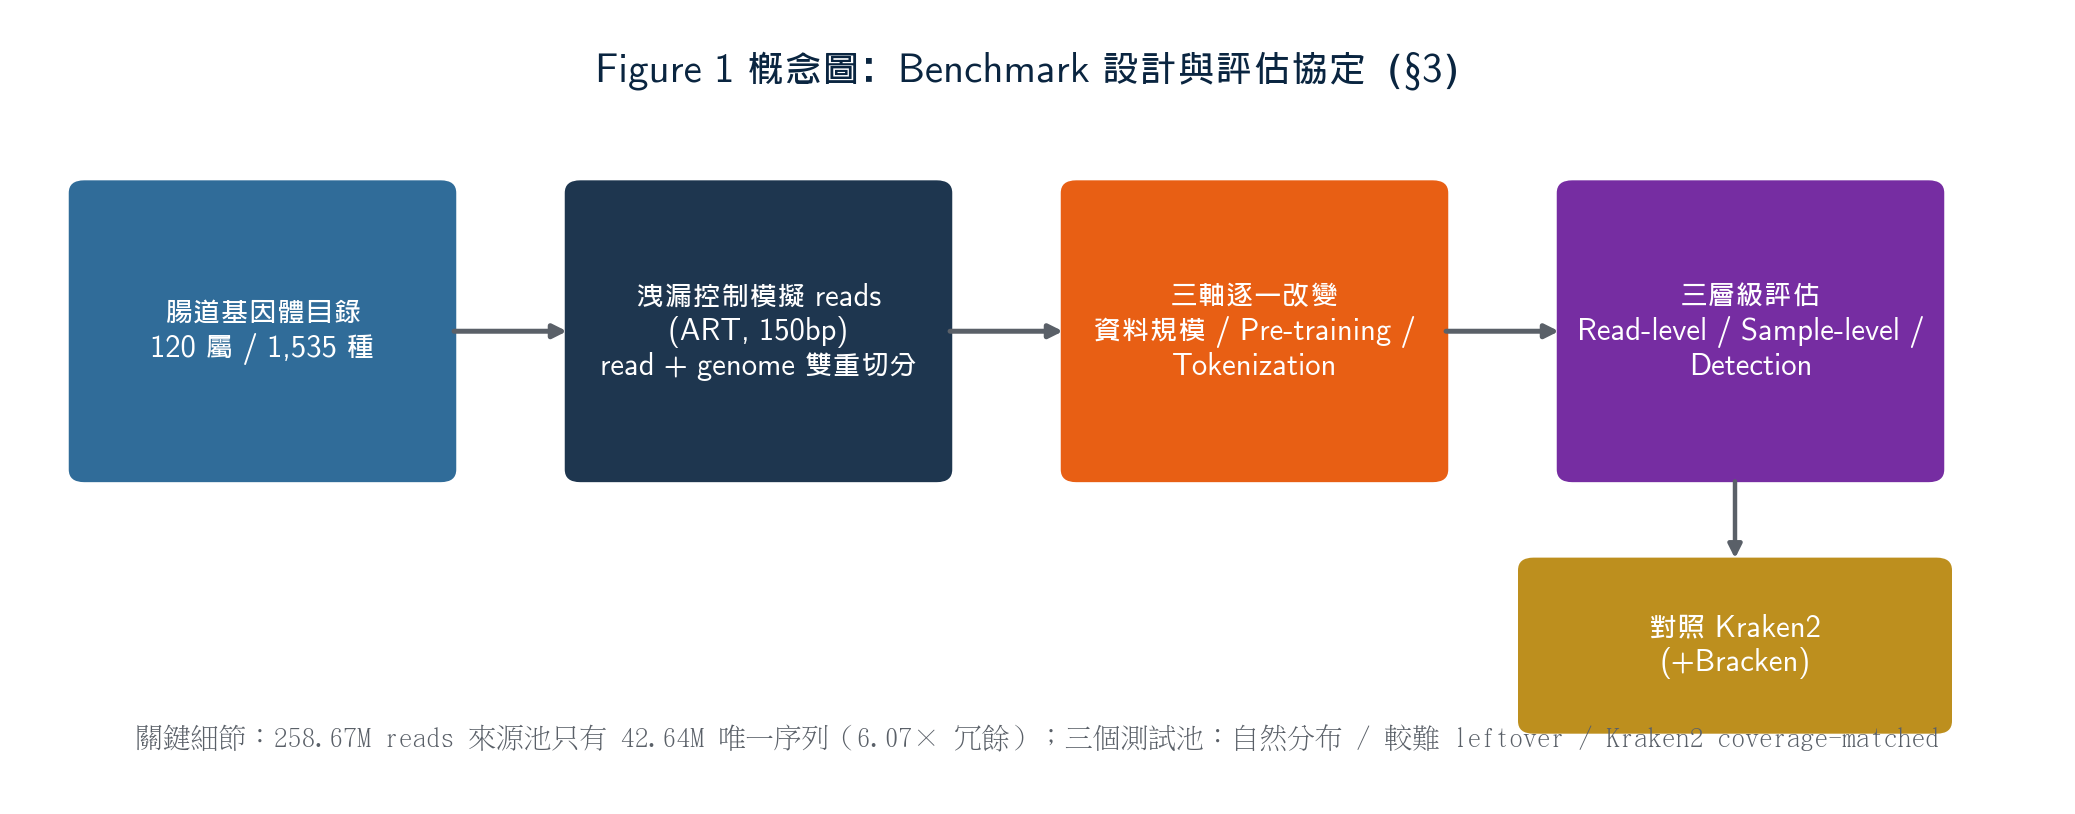 Figure 1 概念圖：Benchmark 設計與評估協定（§3）
腸道基因體目錄
120 屬 / 1,535 種
洩漏控制模擬 reads
(ART, 150bp)
read + genome 雙重切分
三軸逐一改變
資料規模 / Pre-training /
Tokenization
三層級評估
Read-level / Sample-level /
Detection
對照 Kraken2
(+Bracken)
關鍵細節：258.67M reads 來源池只有 42.64M 唯一序列（6.07× 冗餘）；三個測試池：自然分布 / 較難 leftover / Kraken2 coverage-matched